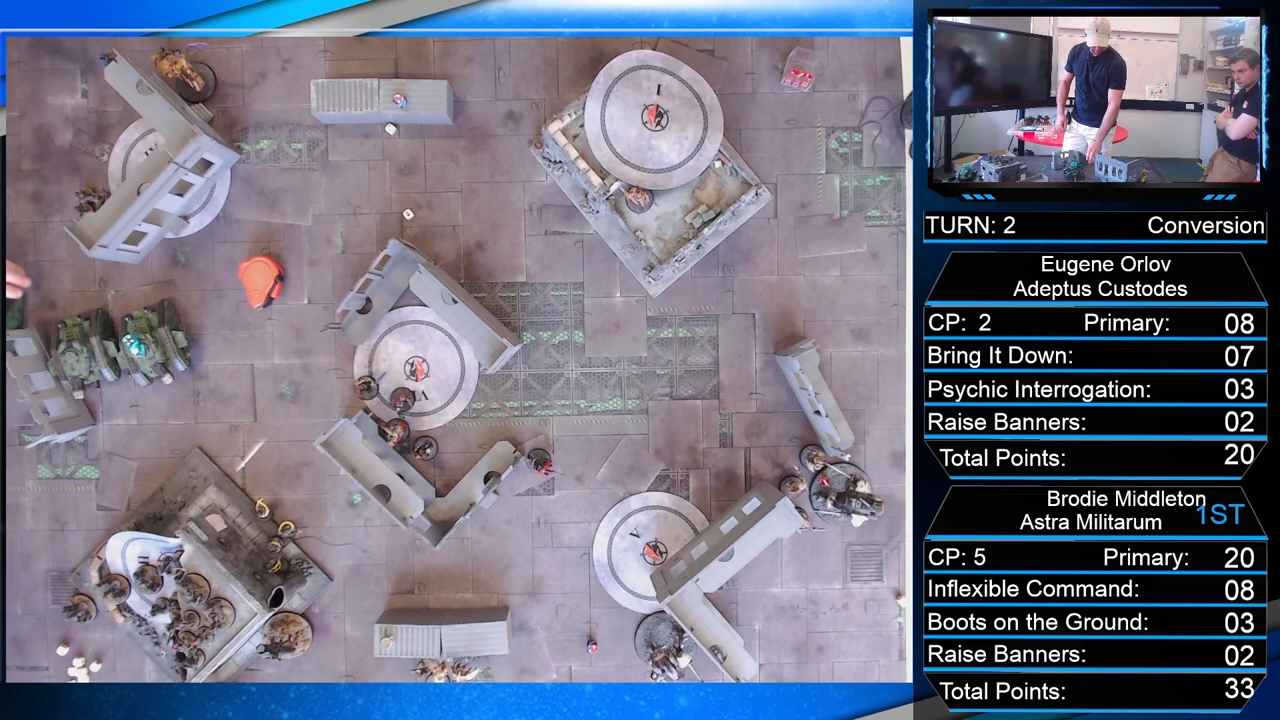 TURN: 2 Conversion
Eugene Orlov
Adeptus Custodes
CP: 2 Primary: 08
Bring It Down: 07
Psychic Interrogation: 03
Raise Banners: 02
Total Points: 20
Brodie Middleton
1ST
Astra Militarum
CP: 5 Primary: 20
Inflexible Command: 08
Boots on the Ground: 03
Raise Banners: 02
Total Points: 33
I
VI
V